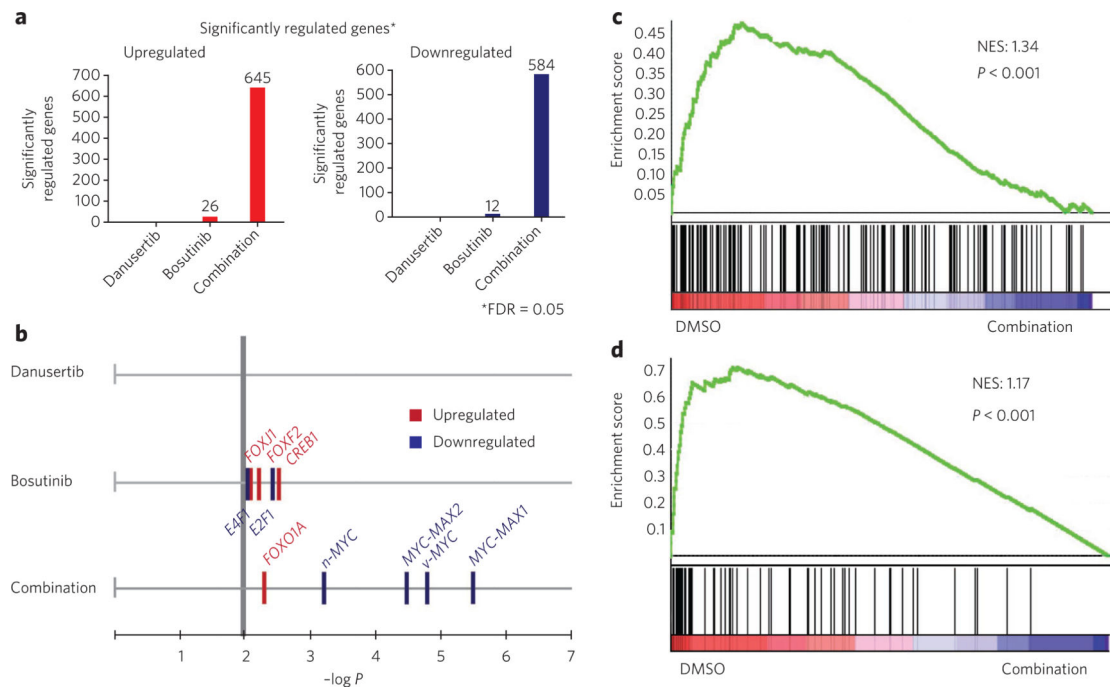 a
Significantly regulated genes*
Upregulated
Significantly
regulated genes
700
600
500
400
300
200
100
0
26
645
Danusertib
Bosutinib
Combination
Downregulated
Significantly
regulated genes
600
500
400
300
200
100
0
12
584
Danusertib
Bosutinib
Combination
*FDR = 0.05
b
Danusertib
Upregulated
Downregulated
FOXJ1
FOXF2
CREB1
Bosutinib
E4F1
E2F1
FOXO1A
n-MYC
MYC-MAX2
v-MYC
MYC-MAX1
Combination
1 2 3 4 5 6 7
–log P
c
Enrichment score
0.45
0.40
0.35
0.30
0.25
0.20
0.15
0.10
0.05
NES: 1.34
P < 0.001
DMSO Combination
d
Enrichment score
0.7
0.6
0.5
0.4
0.3
0.2
0.1
NES: 1.17
P < 0.001
DMSO Combination